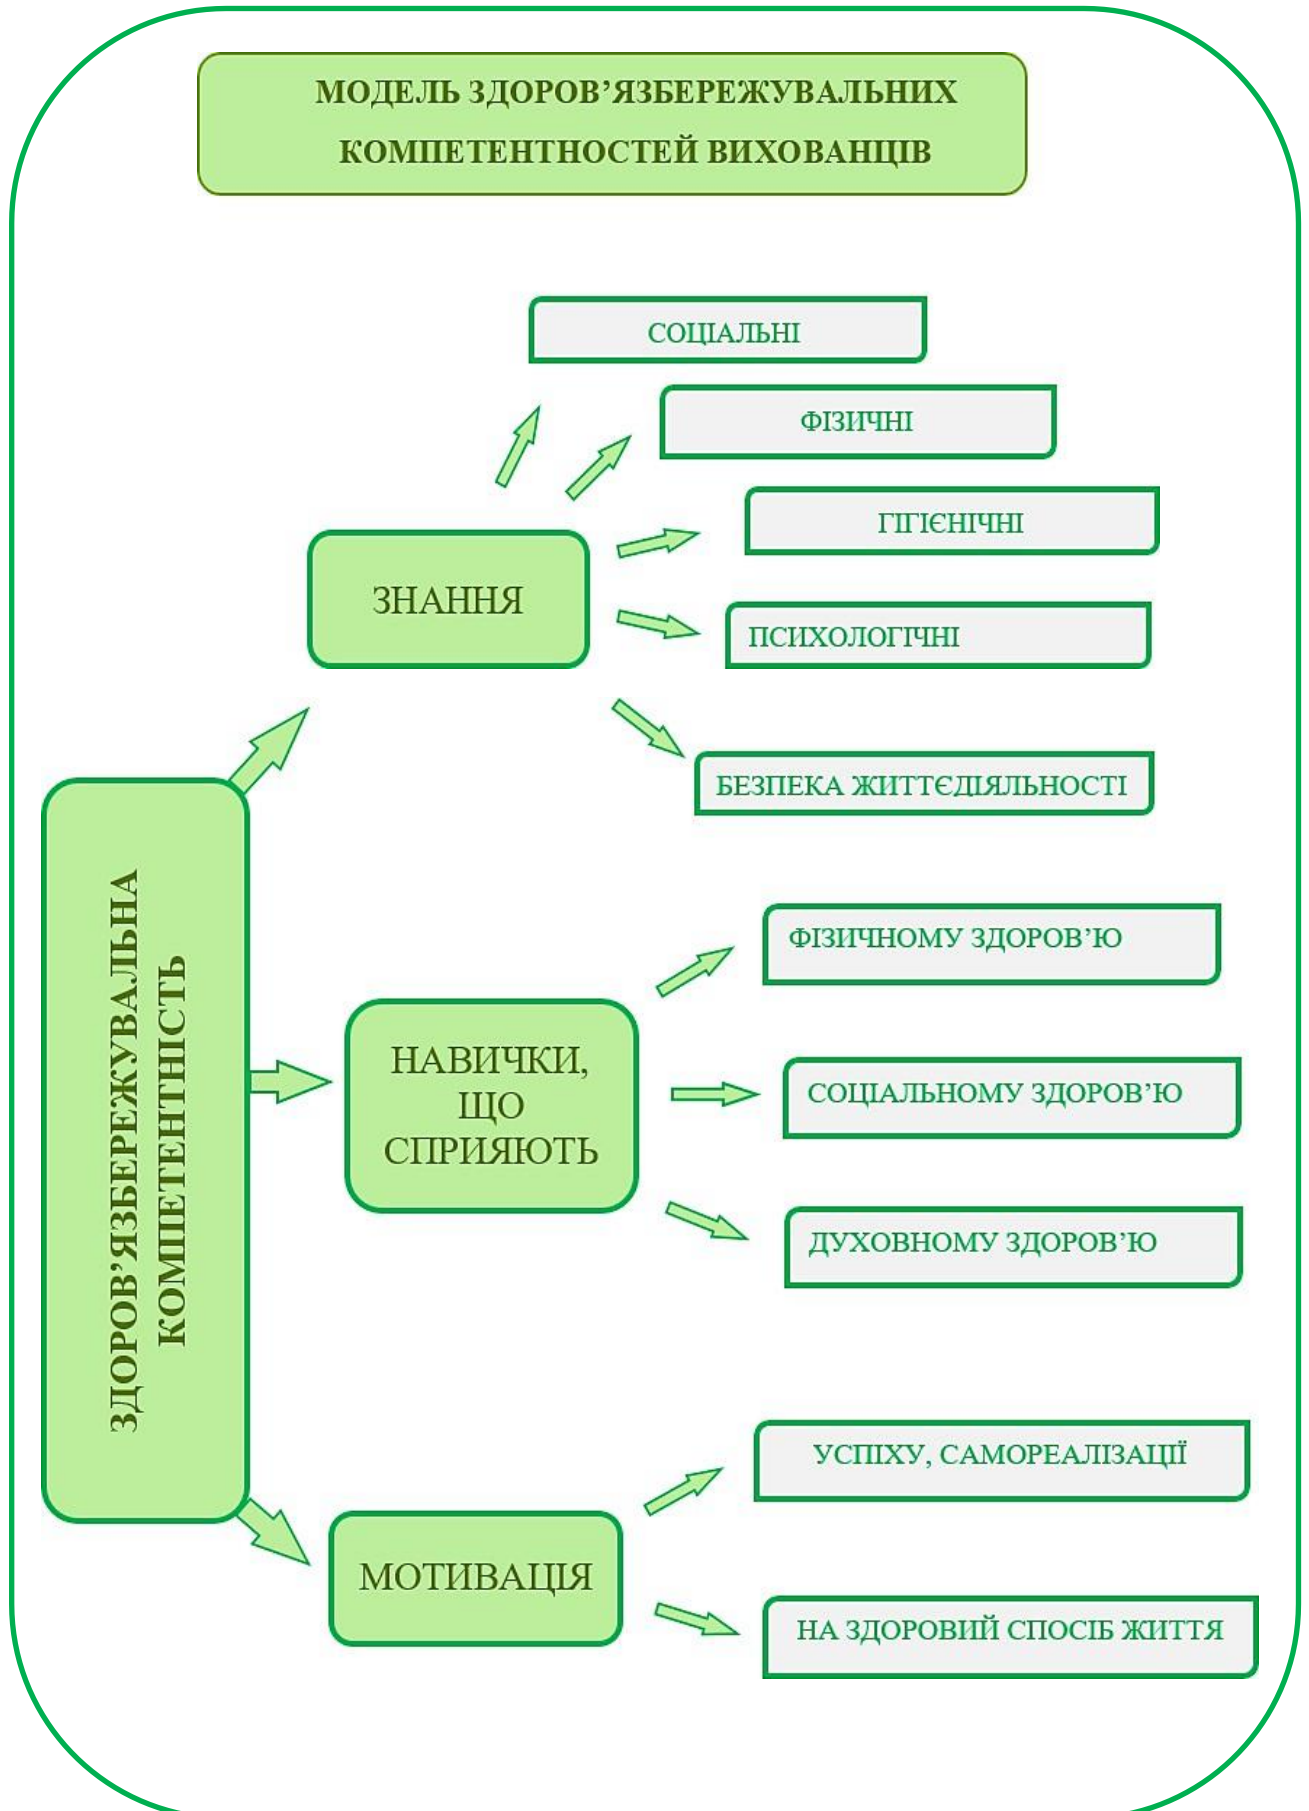 МОДЕЛЬ ЗДОРОВ’ЯЗБЕРЕЖУВАЛЬНИХ
КОМПЕТЕНТНОСТЕЙ ВИХОВАНЦІВ
СОЦІАЛЬНІ
ФІЗИЧНІ
ГІГІЄНІЧНІ
ЗНАННЯ
ПСИХОЛОГІЧНІ
БЕЗПЕКА ЖИТТЄДІЯЛЬНОСТІ
ЗДОРОВ’ЯЗБЕРЕЖУВАЛЬНА
КОМПЕТЕНТНІСТЬ
ФІЗИЧНОМУ ЗДОРОВ’Ю
НАВИЧКИ,
ЩО
СПРИЯЮТЬ
СОЦІАЛЬНОМУ ЗДОРОВ’Ю
ДУХОВНОМУ ЗДОРОВ’Ю
УСПІХУ, САМОРЕАЛІЗАЦІЇ
МОТИВАЦІЯ
НА ЗДОРОВИЙ СПОСІБ ЖИТТЯ